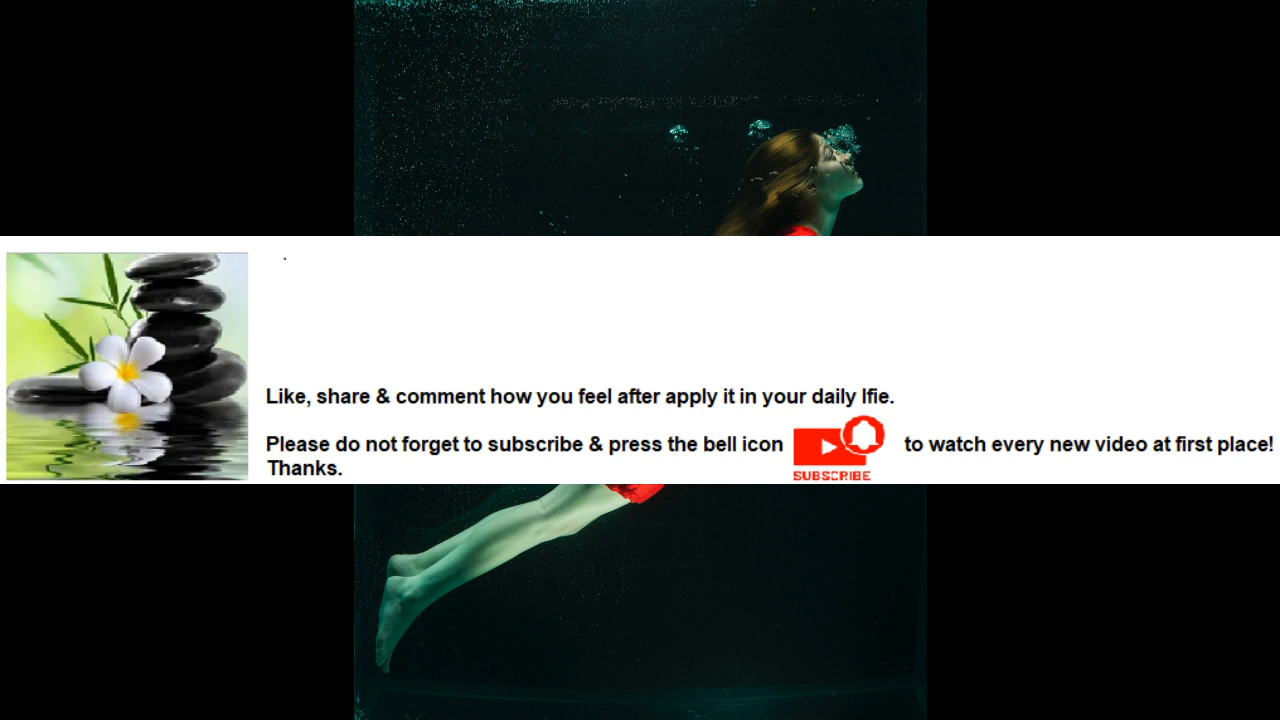 Like, share & comment how you feel after apply it in your daily lfie.
Please do not forget to subscribe & press the bell icon SUBSCRIBE to watch every new video at first place!
Thanks.